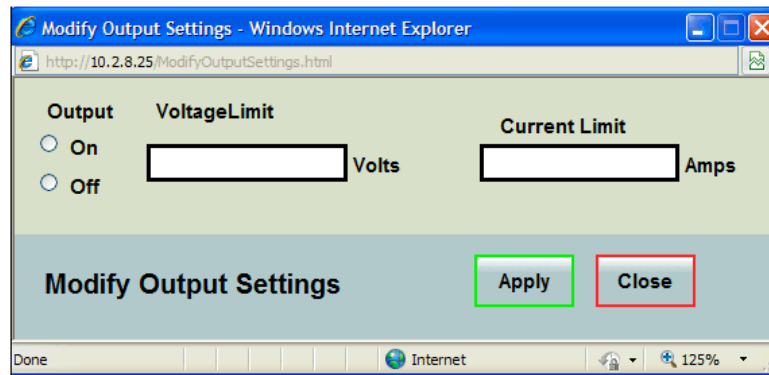 Modify Output Settings - Windows Internet Explorer
http://10.2.8.25/ModifyOutputSettings.html
Output
VoltageLimit
Current Limit
On
Volts
Amps
Off
Modify Output Settings
Apply
Close
Done
Internet
125%